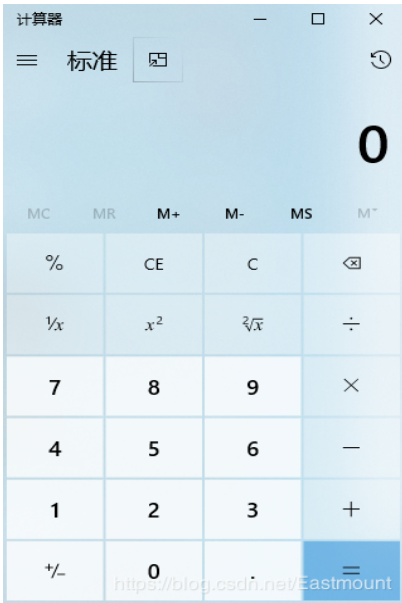 计算器
标准
0
MC MR M+ M- MS M˅
% CE C
⅟x x² ²√x ÷
7 8 9 ×
4 5 6 −
1 2 3 +
+/− 0 . =
https://blog.csdn.net/Eastmount